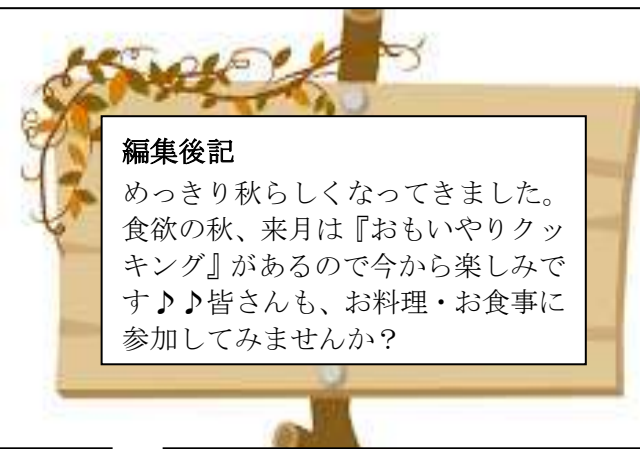 編集後記
めっきり秋らしくなってきました。
食欲の秋、来月は『おもいやりクッ
キング』があるので今から楽しみで
す♪♪皆さんも、お料理・お食事に
参加してみませんか？